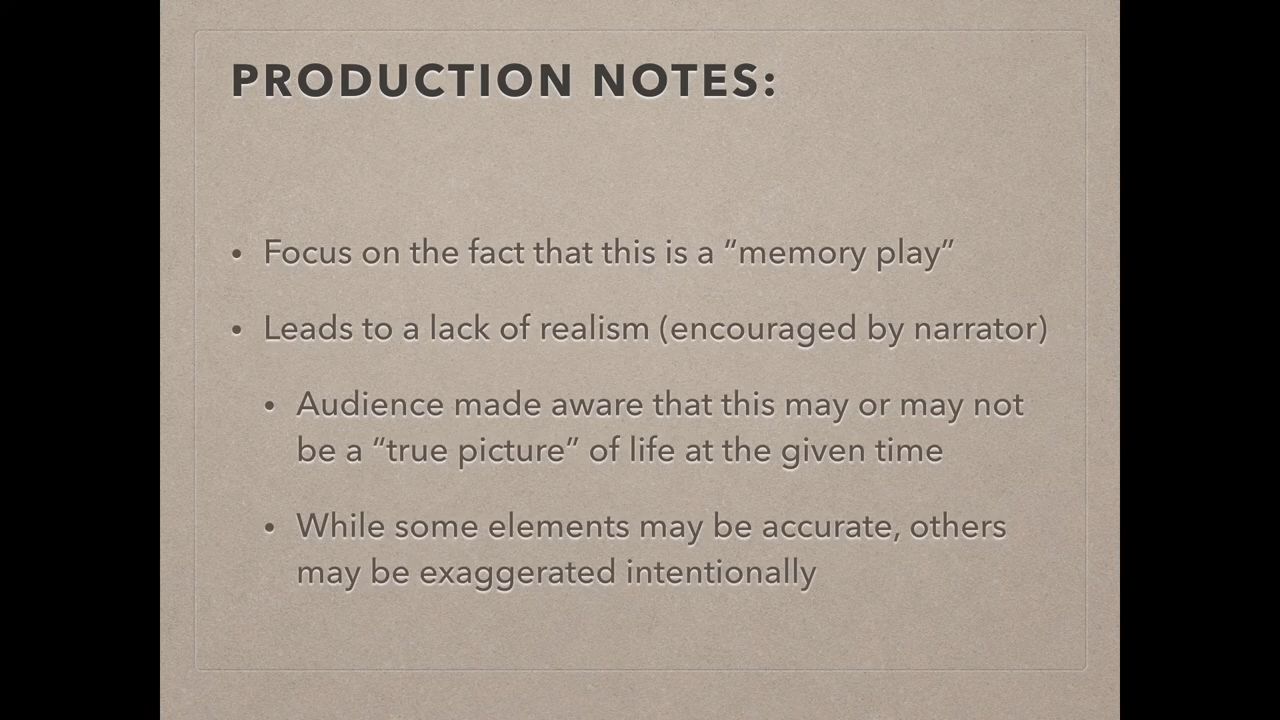 PRODUCTION NOTES:
• Focus on the fact that this is a “memory play”
• Leads to a lack of realism (encouraged by narrator)
• Audience made aware that this may or may not
be a “true picture” of life at the given time
• While some elements may be accurate, others
may be exaggerated intentionally